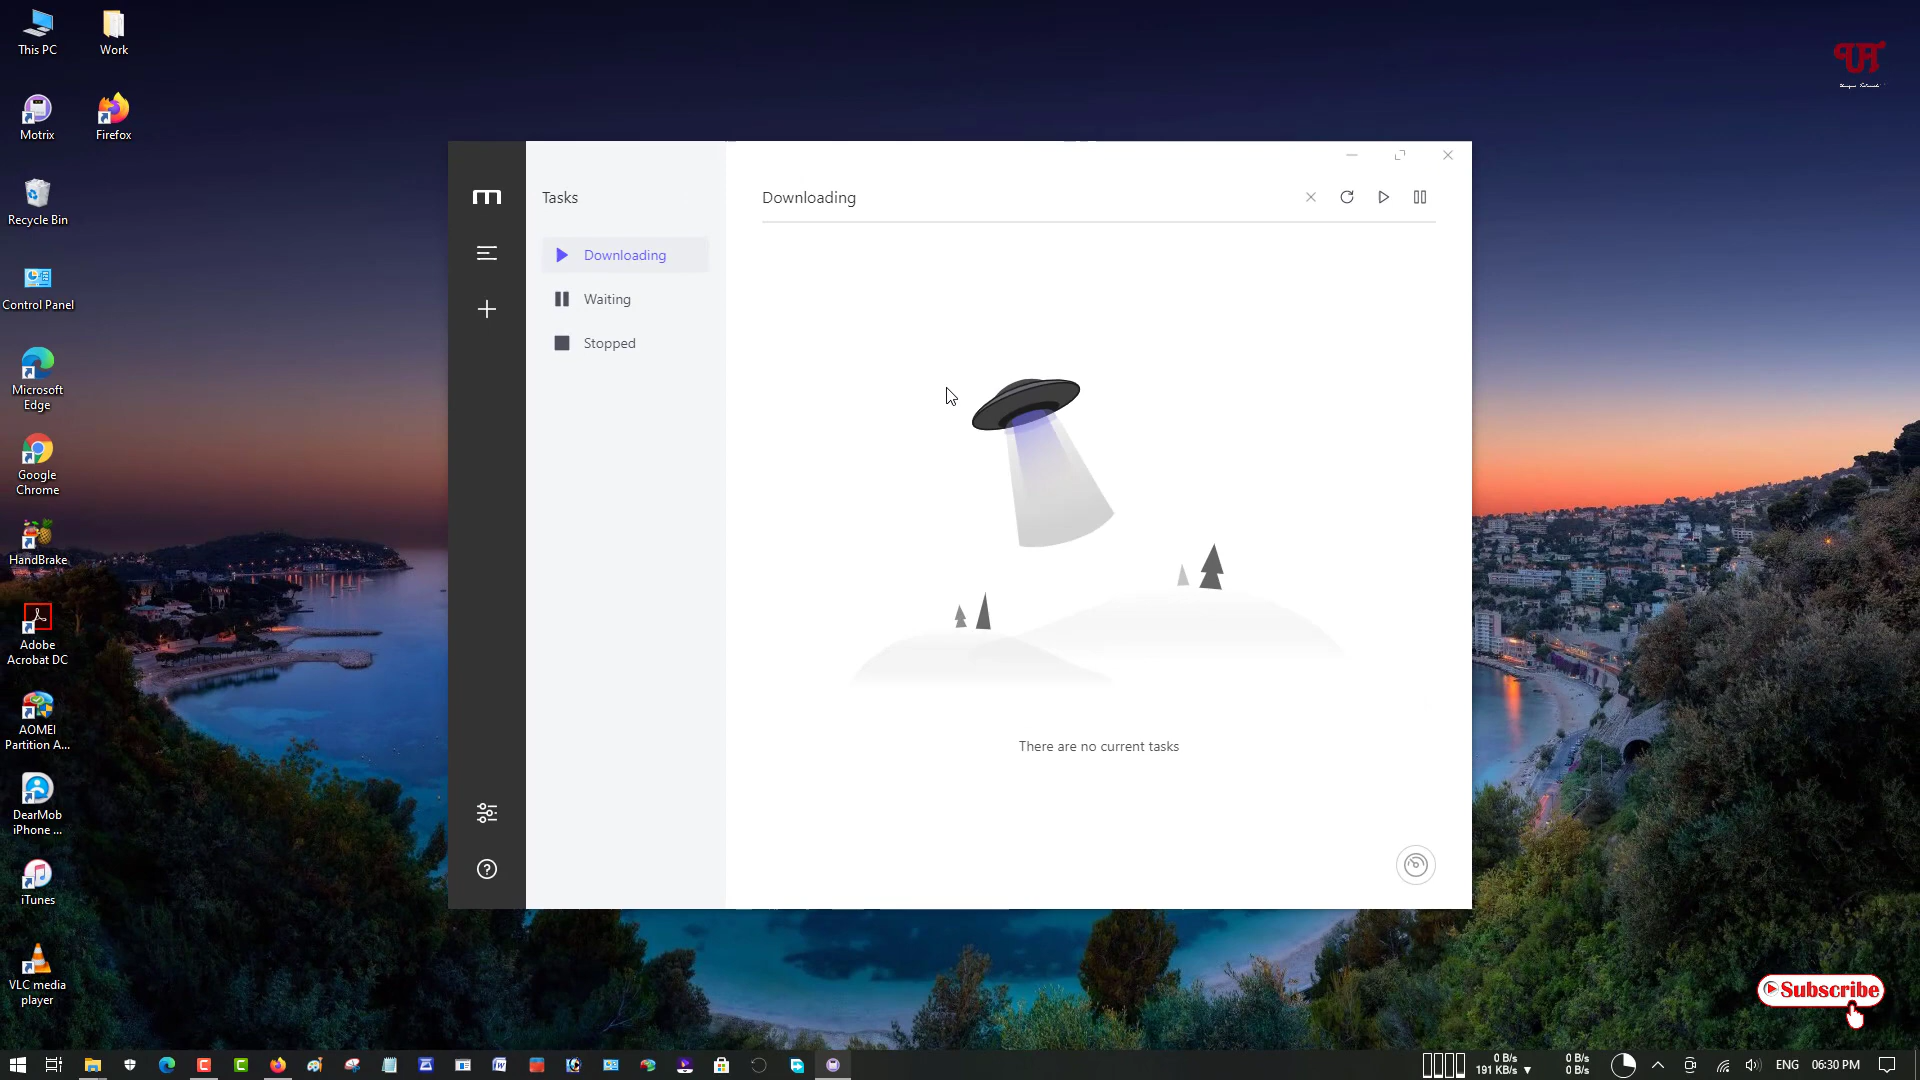 This PC
Work
Motrix
Firefox
Recycle Bin
Control Panel
Microsoft
Edge
Google
Chrome
HandBrake
Adobe
Acrobat DC
AOMEI
Partition A...
DearMob
iPhone ...
iTunes
VLC media
player
m
Tasks
Downloading
Waiting
Stopped
Downloading
There are no current tasks
Subscribe
0 B/s
191 KB/s
0 B/s
0 B/s
ENG
06:30 PM